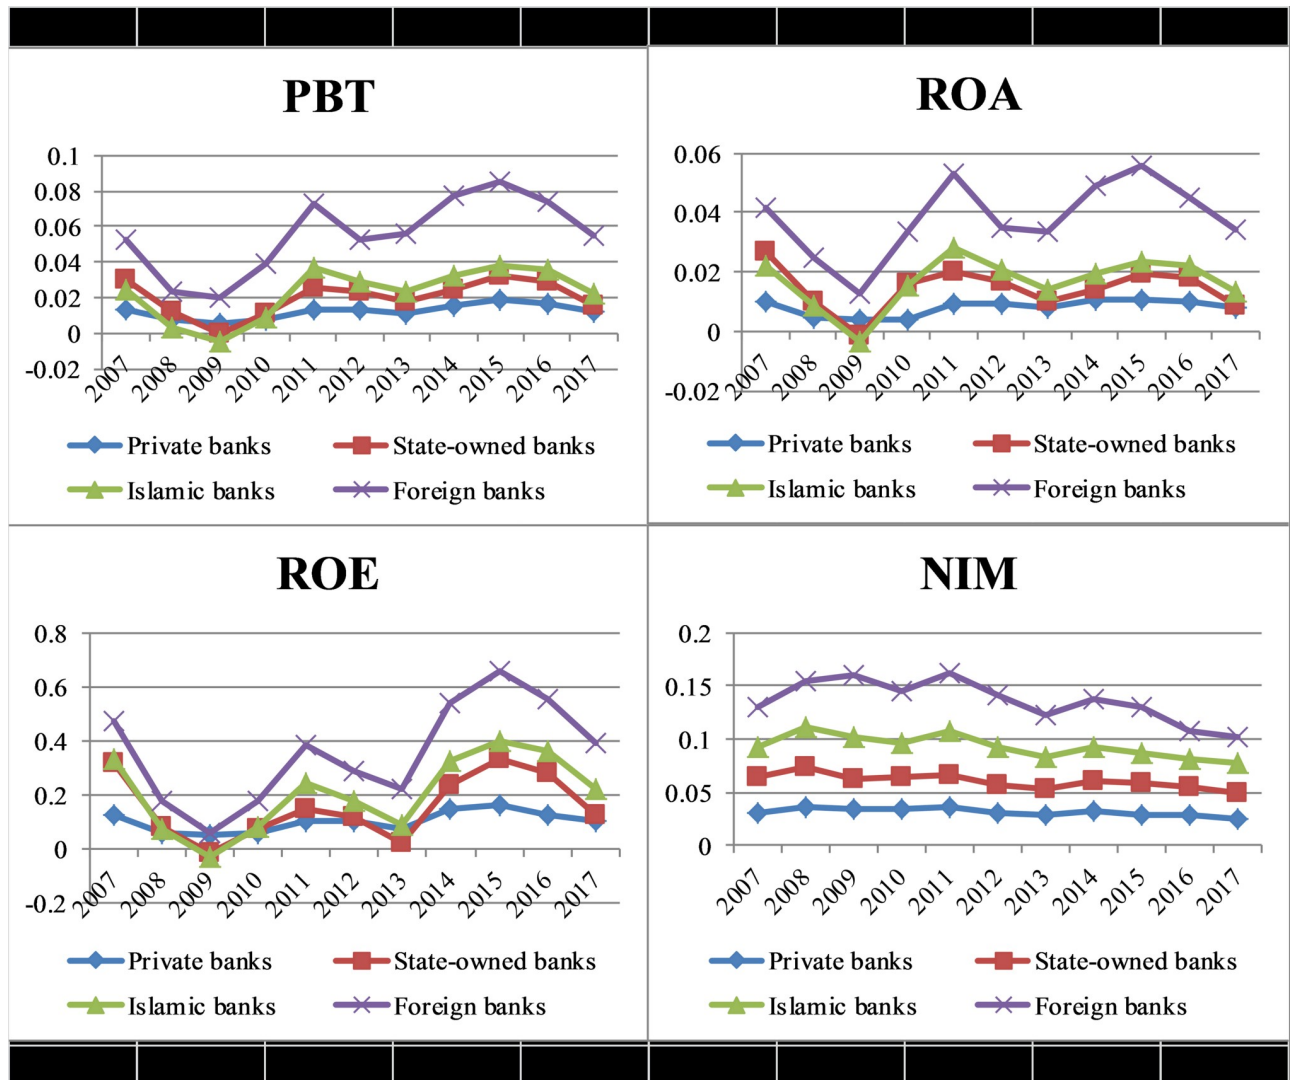 PBT
0.1
0.08
0.06
0.04
0.02
0
-0.02
2007 2008 2009 2010 2011 2012 2013 2014 2015 2016 2017
Private banks State-owned banks
Islamic banks Foreign banks
ROA
0.06
0.04
0.02
0
-0.02
2007 2008 2009 2010 2011 2012 2013 2014 2015 2016 2017
Private banks State-owned banks
Islamic banks Foreign banks
ROE
0.8
0.6
0.4
0.2
0
-0.2
2007 2008 2009 2010 2011 2012 2013 2014 2015 2016 2017
Private banks State-owned banks
Islamic banks Foreign banks
NIM
0.2
0.15
0.1
0.05
0
2007 2008 2009 2010 2011 2012 2013 2014 2015 2016 2017
Private banks State-owned banks
Islamic banks Foreign banks